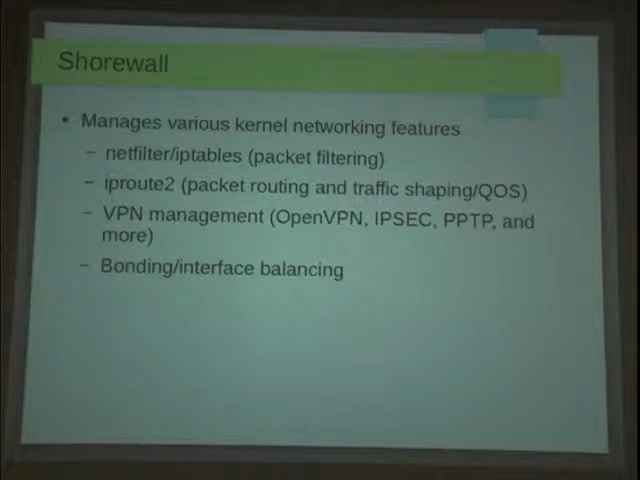 Shorewall
• Manages various kernel networking features
– netfilter/iptables (packet filtering)
– iproute2 (packet routing and traffic shaping/QOS)
– VPN management (OpenVPN, IPSEC, PPTP, and
more)
– Bonding/interface balancing